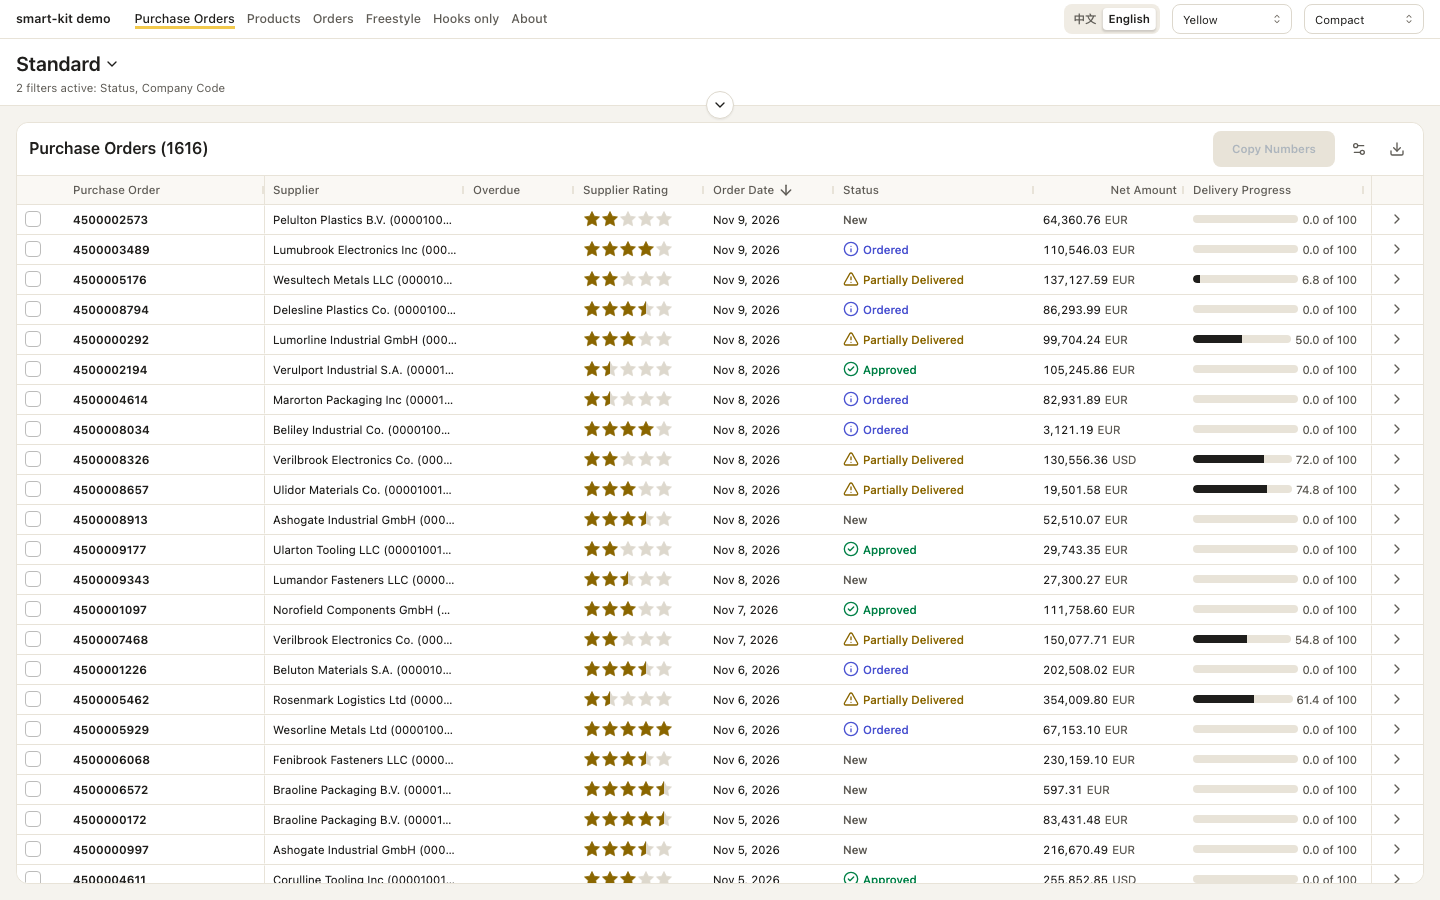 smart-kit demo Purchase Orders Products Orders Freestyle Hooks only About 中文 English Yellow Compact
Standard
2 filters active: Status, Company Code
Purchase Orders (1616) Copy Numbers
Purchase Order Supplier Overdue Supplier Rating Order Date Status Net Amount Delivery Progress
4500002573 Pelulton Plastics B.V. (0000100... Nov 9, 2026 New 64,360.76 EUR 0.0 of 100
4500003489 Lumubrook Electronics Inc (000... Nov 9, 2026 Ordered 110,546.03 EUR 0.0 of 100
4500005176 Wesultech Metals LLC (000010... Nov 9, 2026 Partially Delivered 137,127.59 EUR 6.8 of 100
4500008794 Delesline Plastics Co. (0000100... Nov 9, 2026 Ordered 86,293.99 EUR 0.0 of 100
4500000292 Lumorline Industrial GmbH (000... Nov 8, 2026 Partially Delivered 99,704.24 EUR 50.0 of 100
4500002194 Verulport Industrial S.A. (00001... Nov 8, 2026 Approved 105,245.86 EUR 0.0 of 100
4500004614 Marorton Packaging Inc (00001... Nov 8, 2026 Ordered 82,931.89 EUR 0.0 of 100
4500008034 Beliley Industrial Co. (0000100... Nov 8, 2026 Ordered 3,121.19 EUR 0.0 of 100
4500008326 Verilbrook Electronics Co. (000... Nov 8, 2026 Partially Delivered 130,556.36 USD 72.0 of 100
4500008657 Ulidor Materials Co. (00001001... Nov 8, 2026 Partially Delivered 19,501.58 EUR 74.8 of 100
4500008913 Ashogate Industrial GmbH (000... Nov 8, 2026 New 52,510.07 EUR 0.0 of 100
4500009177 Ularton Tooling LLC (00001001... Nov 8, 2026 Approved 29,743.35 EUR 0.0 of 100
4500009343 Lumandor Fasteners LLC (0000... Nov 8, 2026 New 27,300.27 EUR 0.0 of 100
4500001097 Norofield Components GmbH (... Nov 7, 2026 Approved 111,758.60 EUR 0.0 of 100
4500007468 Verilbrook Electronics Co. (000... Nov 7, 2026 Partially Delivered 150,077.71 EUR 54.8 of 100
4500001226 Beluton Materials S.A. (000010... Nov 6, 2026 Ordered 202,508.02 EUR 0.0 of 100
4500005462 Rosenmark Logistics Ltd (0000... Nov 6, 2026 Partially Delivered 354,009.80 EUR 61.4 of 100
4500005929 Wesorline Metals Ltd (0000100... Nov 6, 2026 Ordered 67,153.10 EUR 0.0 of 100
4500006068 Fenibrook Fasteners LLC (0000... Nov 6, 2026 New 230,159.10 EUR 0.0 of 100
4500006572 Braoline Packaging B.V. (00001... Nov 6, 2026 New 597.31 EUR 0.0 of 100
4500000172 Braoline Packaging B.V. (00001... Nov 5, 2026 New 83,431.48 EUR 0.0 of 100
4500000997 Ashogate Industrial GmbH (000... Nov 5, 2026 New 216,670.49 EUR 0.0 of 100
4500004611 Corulline Tooling Inc (00001001... Nov 5, 2026 Approved 255,852.85 USD 0.0 of 100